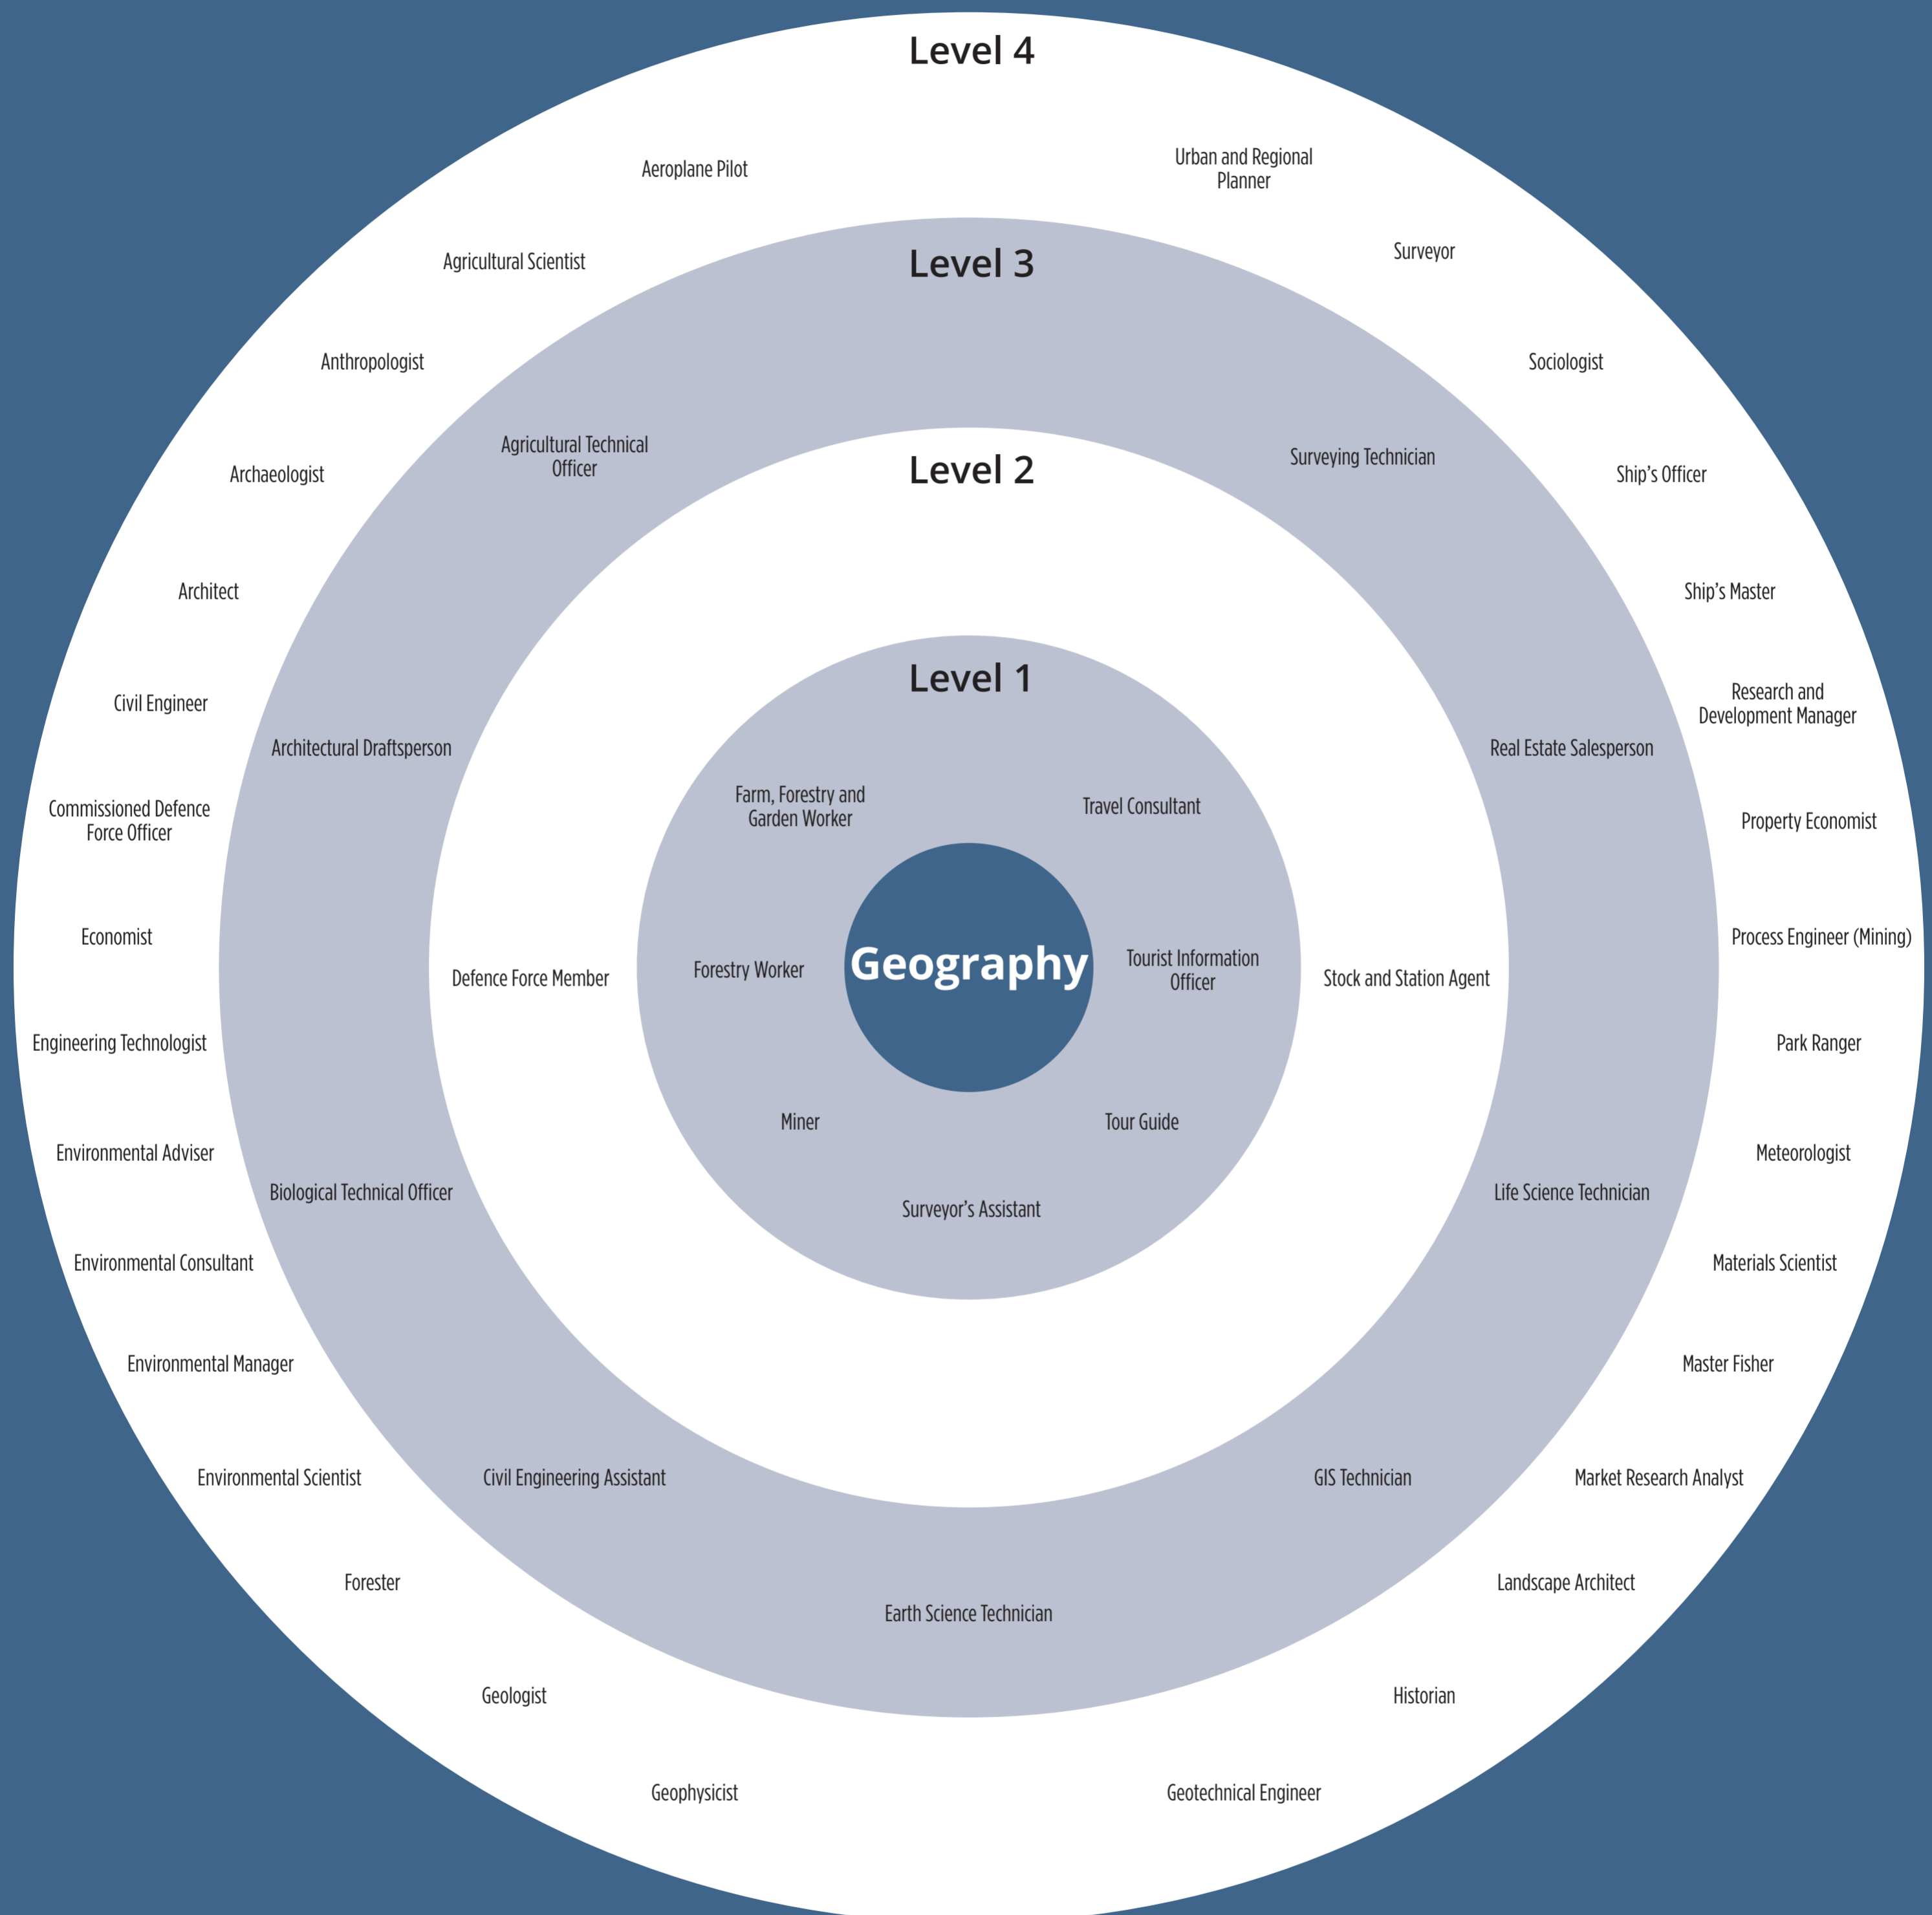 Level 4
Aeroplane Pilot
Urban and Regional
Planner
Agricultural Scientist
Surveyor
Anthropologist
Sociologist
Archaeologist
Ship's Officer
Architect
Ship's Master
Civil Engineer
Research and
Development Manager
Commissioned Defence
Force Officer
Property Economist
Economist
Process Engineer (Mining)
Engineering Technologist
Park Ranger
Environmental Adviser
Meteorologist
Environmental Consultant
Materials Scientist
Environmental Manager
Master Fisher
Environmental Scientist
Market Research Analyst
Forester
Landscape Architect
Geologist
Historian
Geophysicist
Geotechnical Engineer
Level 3
Agricultural Technical
Officer
Surveying Technician
Architectural Draftsperson
Real Estate Salesperson
Biological Technical Officer
Life Science Technician
Civil Engineering Assistant
GIS Technician
Earth Science Technician
Level 2
Defence Force Member
Stock and Station Agent
Level 1
Farm, Forestry and
Garden Worker
Travel Consultant
Forestry Worker
Tourist Information
Officer
Miner
Tour Guide
Surveyor's Assistant
Geography